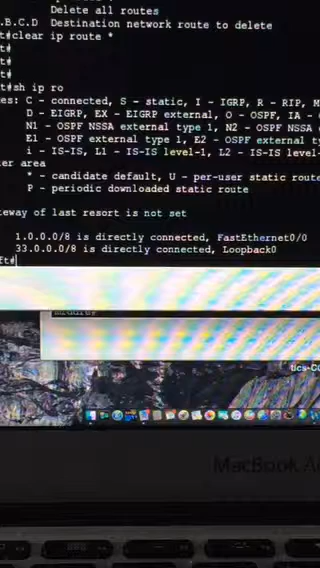 Delete all routes
.B.C.D Destination network route to delete
t#clear ip route *
t#
t#
t#
t#sh ip ro
es: C - connected, S - static, I - IGRP, R - RIP, M
D - EIGRP, EX - EIGRP external, O - OSPF, IA -
N1 - OSPF NSSA external type 1, N2 - OSPF NSSA
E1 - OSPF external type 1, E2 - OSPF external ty
i - IS-IS, L1 - IS-IS level-1, L2 - IS-IS level-
ter area
* - candidate default, U - per-user static route
P - periodic downloaded static route
teway of last resort is not set
1.0.0.0/8 is directly connected, FastEthernet0/0
33.0.0.0/8 is directly connected, Loopback0
ft#
MacBook A